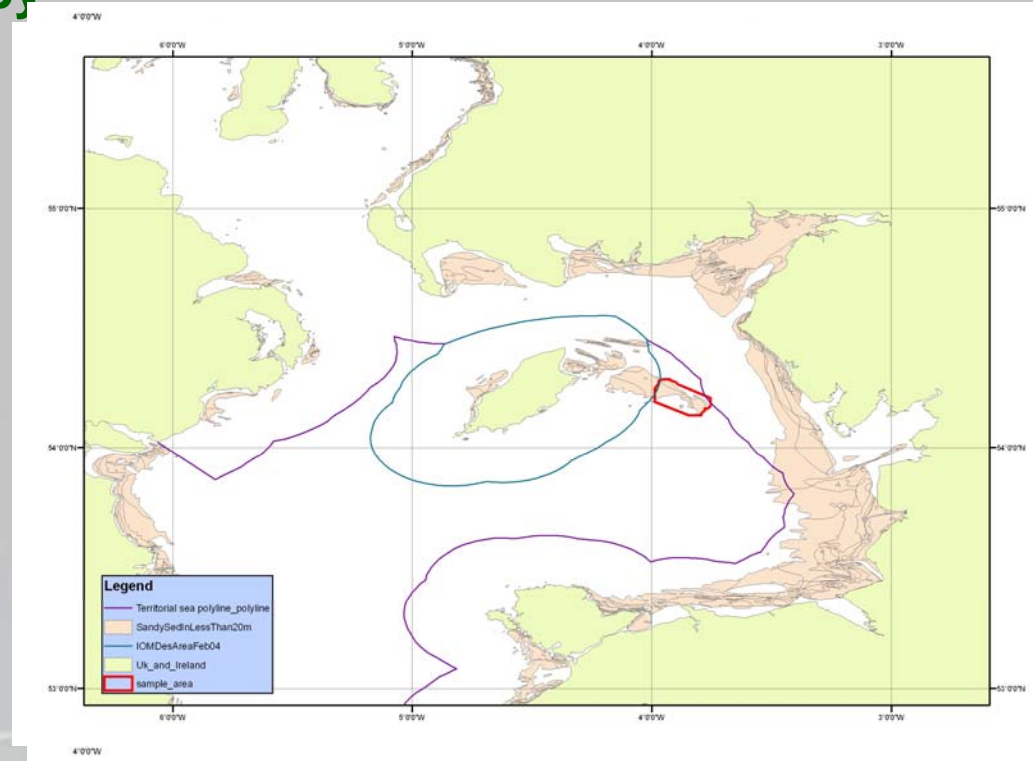 4°0'0"W
6°0'0"W 5°0'0"W 4°0'0"W 3°0'0"W
55°0'0"N 55°0'0"N
54°0'0"N 54°0'0"N
Legend
Territorial sea polyline_polyline
SandySedInLessThan20m
IOMDesAreaFeb04
Uk_and_Ireland
sample_area
53°0'0"N 53°0'0"N
6°0'0"W 5°0'0"W 4°0'0"W 3°0'0"W
4°0'0"W